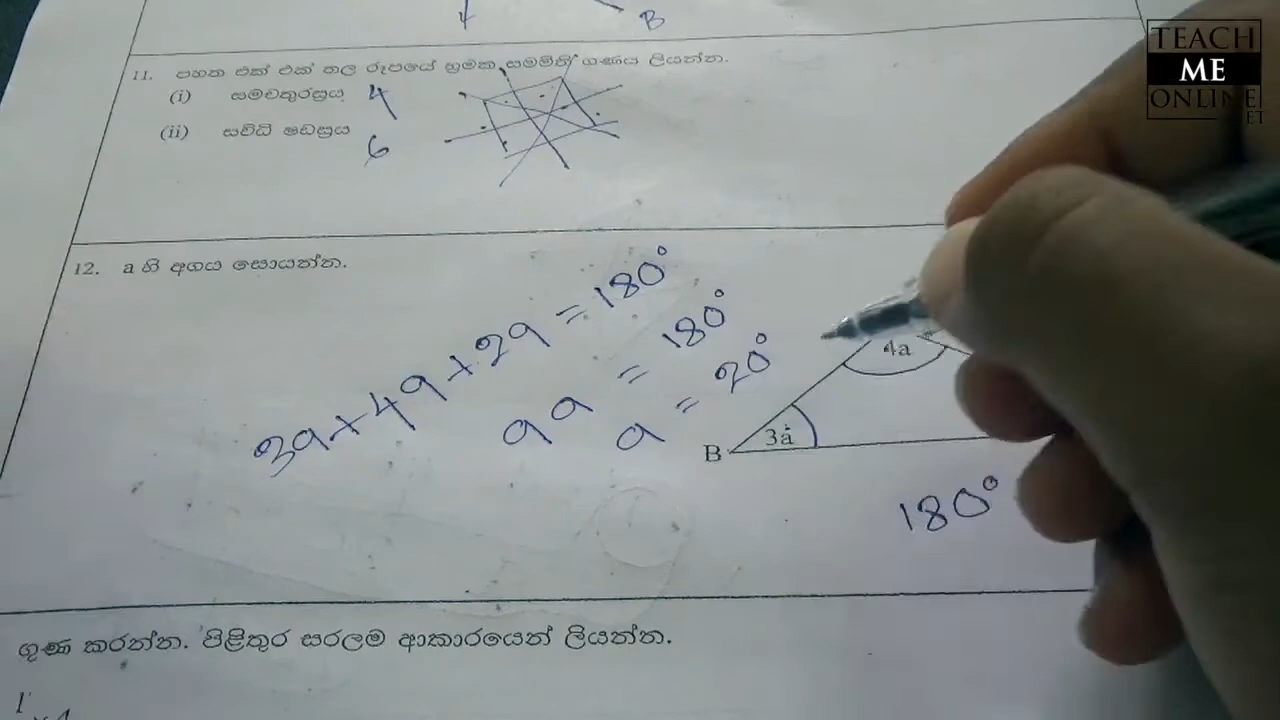 B
TEACH
ME
ONLINE
ET
11. පහත එක් එක් තල රූපයේ භ්‍රමක සමමිති ගණය ලියන්න.
(i) සමචතුරස්‍රය 4
(ii) සවිධි ෂඩස්‍රය 6
12. a හි අගය සොයන්න.
3a+4a+2a = 180°
9a = 180°
a = 20°
4a
3a
B
180°
ගුණ කරන්න. පිළිතුර සරලම ආකාරයෙන් ලියන්න.